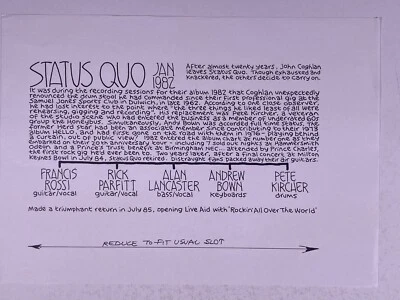 STATUS QUO JAN 1982
After almost twenty years, John Coghlan
leaves Status Quo. Though exhausted and
knackered, the others decide to carry on.
It was during the recording sessions for their album 1982 that Coghlan unexpectedly
renounced the drum stool he had commanded since their first professional gig at the
Samuel Jones Sports Club in Dulwich, in late 1962. According to one close observer,
he had lost interest to the point where "the three things he liked least of all were
rehearsing, gigging and recording". His replacement was Pete Kircher, a veteran
of the studio scene who had entered the business as a member of underrated 60s
group the Honeybus. Simultaneously, Andy Bown was accorded full time status. The
former Herd star had been an associate member since contributing to their 1973
album HELLO, and had first gone on the road with them in 1976 - playing behind
a curtain out of public view! 1982 entered the album chart at number one as they
embarked on their 20th anniversary tour - including 7 sold out nights at Hammersmith
Odeon and a Prince's Trust benefit at Birmingham NEC... attended by Prince Charles,
the first rock gig he'd ever seen! Two years later, after a final gig at Milton
Keynes Bowl in July 84, Status Quo retired. Distraught fans packed away their air guitars.
FRANCIS ROSSI guitar/vocal
RICK PARFITT guitar/vocal
ALAN LANCASTER bass/vocal
ANDREW BOWN keyboards
PETE KIRCHER drums
Made a triumphant return in July 85, opening Live Aid with 'Rockin' All Over The World'
REDUCE TO FIT USUAL SLOT